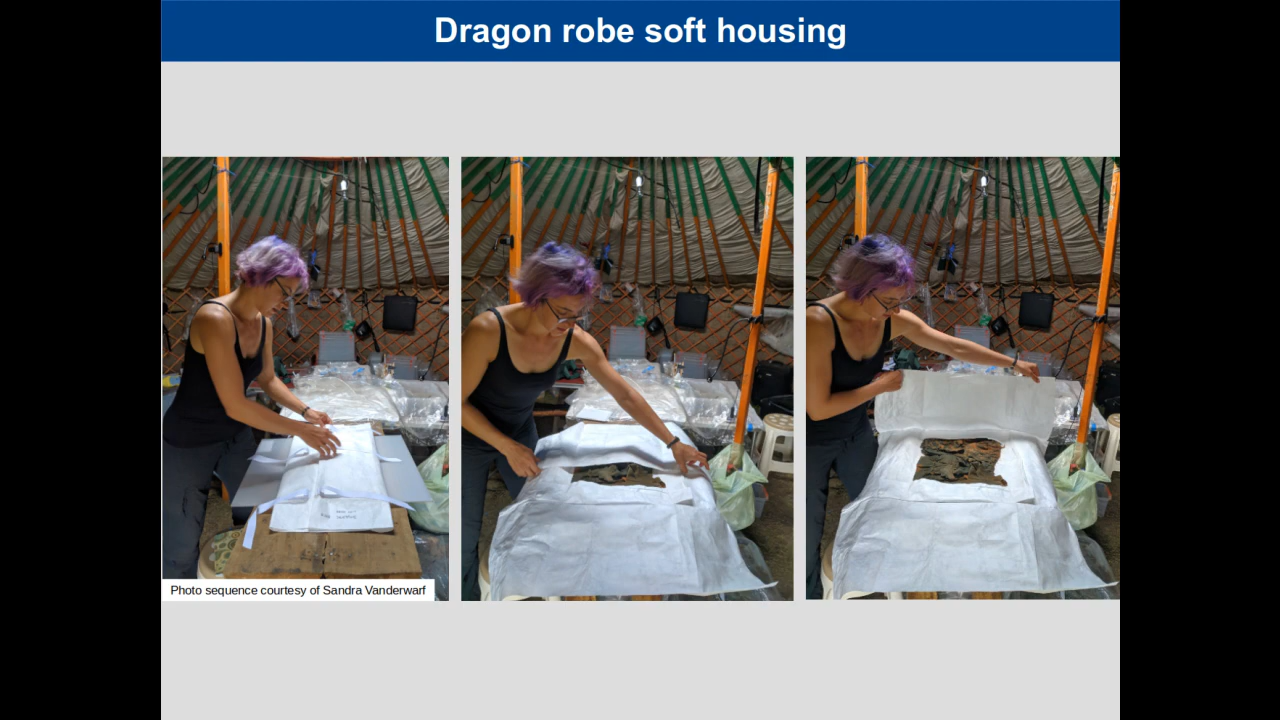 Dragon robe soft housing
Photo sequence courtesy of Sandra Vanderwarf